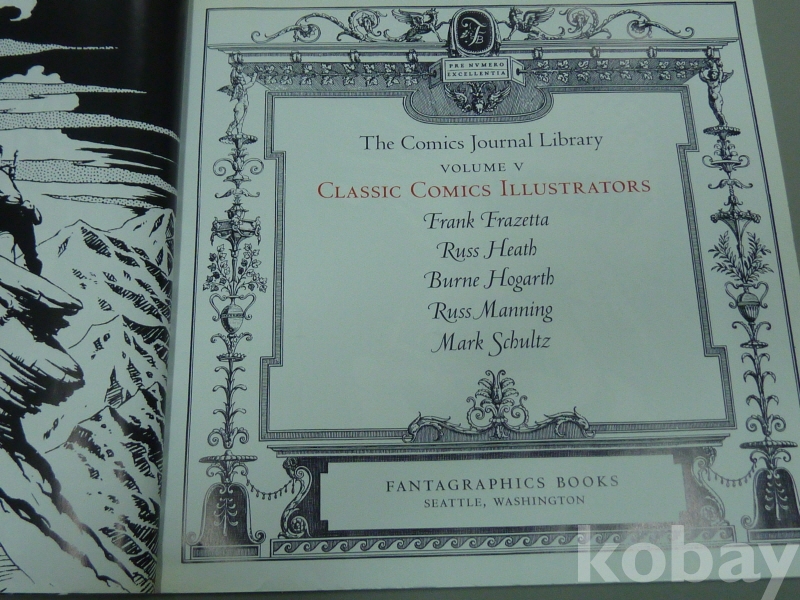 FB
PRE NVMERO
EXCELLENTIA
The Comics Journal Library
VOLUME V
CLASSIC COMICS ILLUSTRATORS
Frank Frazetta
Russ Heath
Burne Hogarth
Russ Manning
Mark Schultz
FANTAGRAPHICS BOOKS
SEATTLE, WASHINGTON
kobay